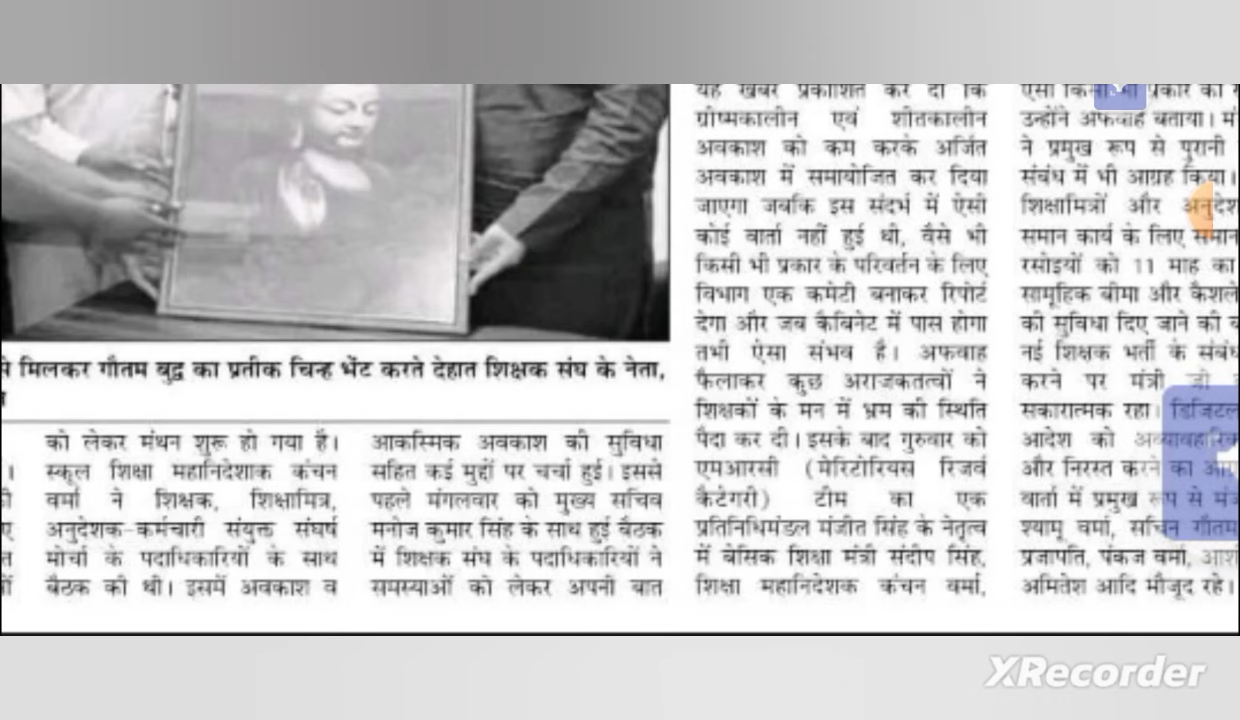 से मिलकर गौतम बुद्ध का प्रतीक चिन्ह भेंट करते देहात शिक्षक संघ के नेता,
को लेकर मंथन शुरू हो गया है।
स्कूल शिक्षा महानिदेशाक कंचन
वर्मा ने शिक्षक, शिक्षामित्र,
अनुदेशक-कर्मचारी संयुक्त संघर्ष
मोर्चा के पदाधिकारियों के साथ
बैठक की थी। इसमें अवकाश व
आकस्मिक अवकाश की सुविधा
सहित कई मुद्दों पर चर्चा हुई। इससे
पहले मंगलवार को मुख्य सचिव
मनोज कुमार सिंह के साथ हुई बैठक
में शिक्षक संघ के पदाधिकारियों ने
समस्याओं को लेकर अपनी बात
यह खबर प्रकाशित कर दी कि
ग्रीष्मकालीन एवं शीतकालीन
अवकाश को कम करके अर्जित
अवकाश में समायोजित कर दिया
जाएगा जबकि इस संदर्भ में ऐसी
कोई वार्ता नहीं हुई थी, वैसे भी
किसी भी प्रकार के परिवर्तन के लिए
विभाग एक कमेटी बनाकर रिपोर्ट
देगा और जब कैबिनेट में पास होगा
तभी ऐसा संभव है। अफवाह
फैलाकर कुछ अराजकतत्वों ने
शिक्षकों के मन में भ्रम की स्थिति
पैदा कर दी। इसके बाद गुरुवार को
एमआरसी (मेरिटोरियस रिजर्व
कैटेगरी) टीम का एक
प्रतिनिधिमंडल मंजीत सिंह के नेतृत्व
में बेसिक शिक्षा मंत्री संदीप सिंह,
शिक्षा महानिदेशक कंचन वर्मा,
ऐसी किसी भी प्रकार की
उन्होंने अफवाह बताया।
ने प्रमुख रूप से पुरानी
संबंध में भी आग्रह किया।
शिक्षामित्रों और
समान कार्य के लिए समान
रसोइयों को 11 माह का
सामूहिक बीमा और
की सुविधा दिए जाने की
नई शिक्षक भर्ती के
करने पर मंत्री जी
सकारात्मक रहा। डिजिटल
आदेश को अव्यावहारिक
और निरस्त करने का
वार्ता में प्रमुख रूप से
श्यामू वर्मा, सचिन गौतम
प्रजापति, पंकज वर्मा,
अमितेश आदि मौजूद रहे।
XRecorder